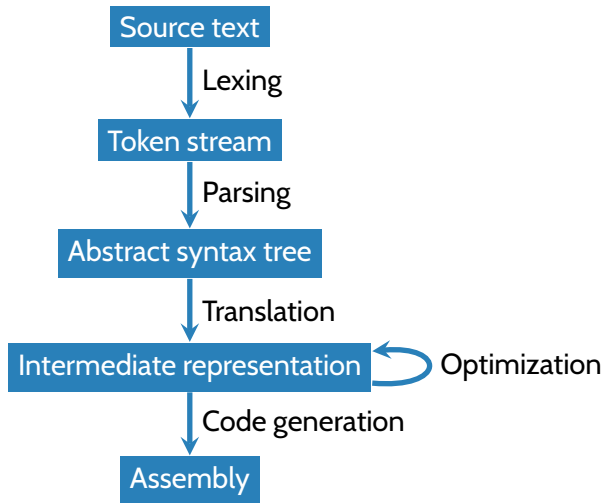 Source text
Lexing
Token stream
Parsing
Abstract syntax tree
Translation
Intermediate representation
Optimization
Code generation
Assembly